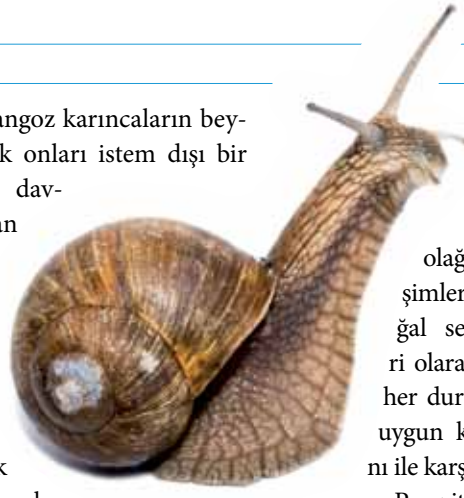 angoz karıncaların bey-
k onları istem dışı bir
dav-
an
k
olağ
şimler
ğal se
ri olara
her dur
uygun k
nı ile karş